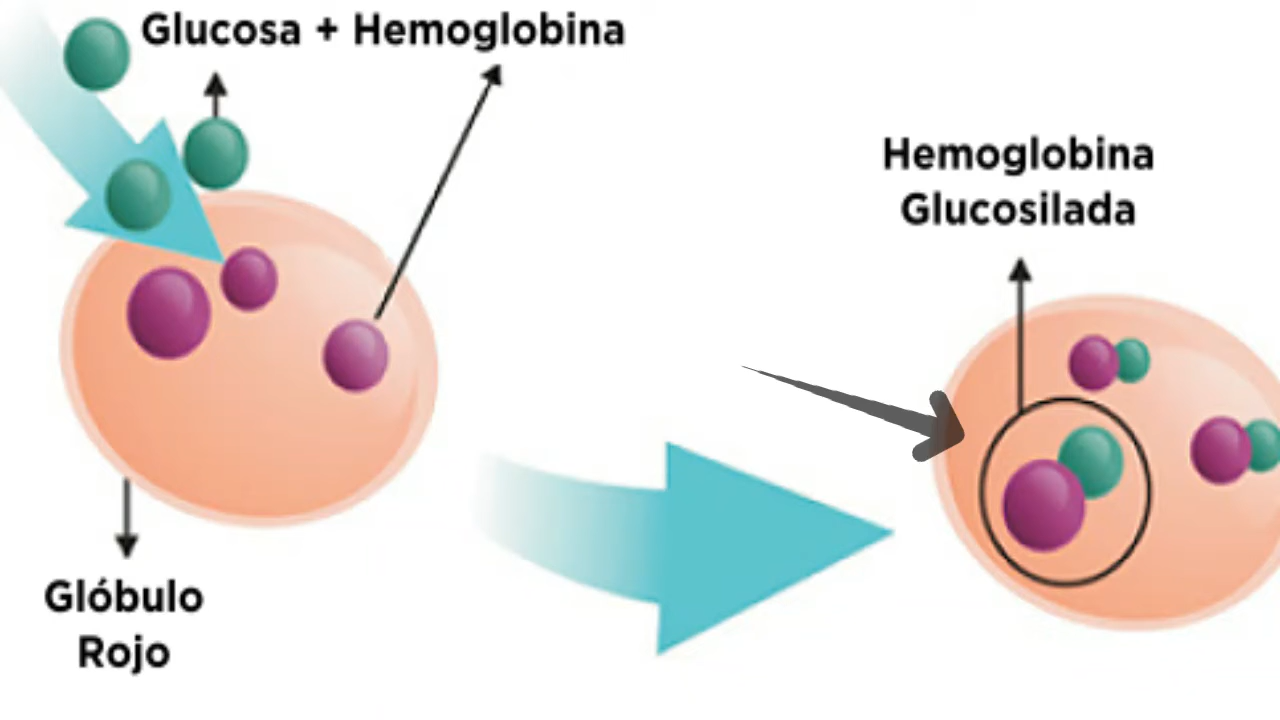 Glucosa + Hemoglobina
Hemoglobina
Glucosilada
Glóbulo
Rojo